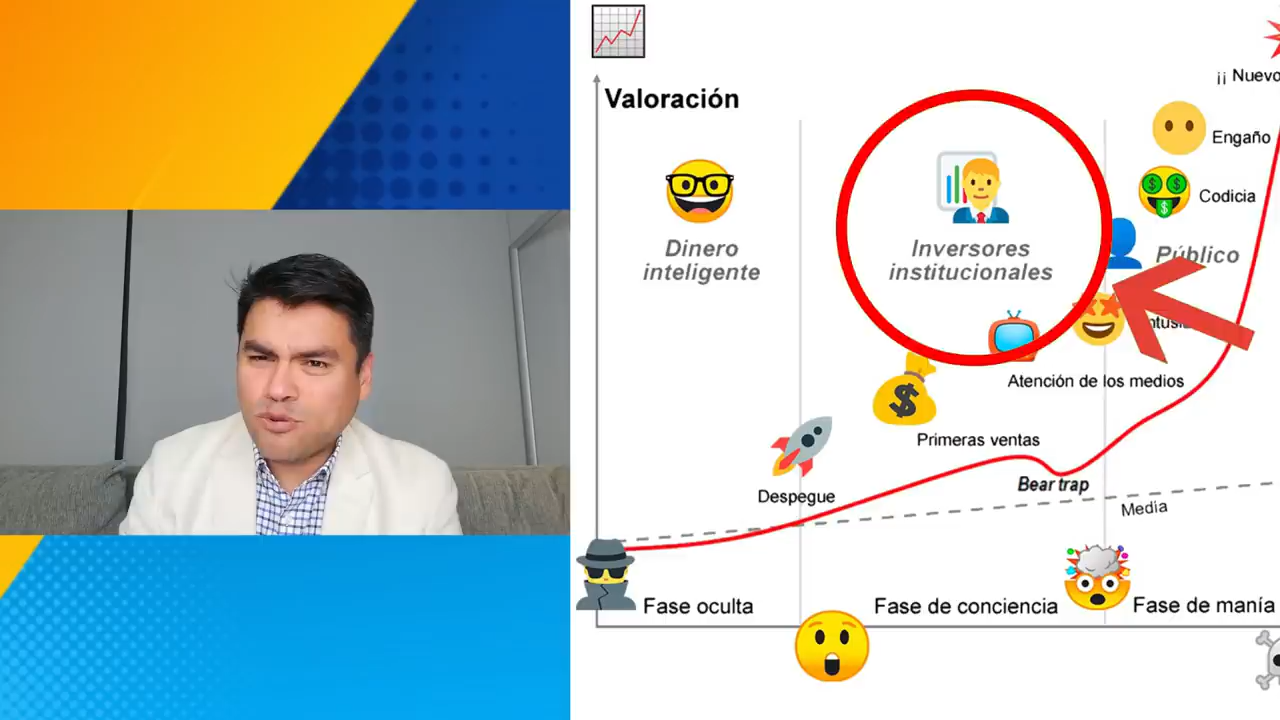 ¡¡ Nuevo
Valoración
Engaño
Codicia
Dinero
inteligente
Inversores
institucionales
Público
Atención de los medios
Primeras ventas
Bear trap
Despegue
Media
Fase oculta
Fase de conciencia
Fase de manía